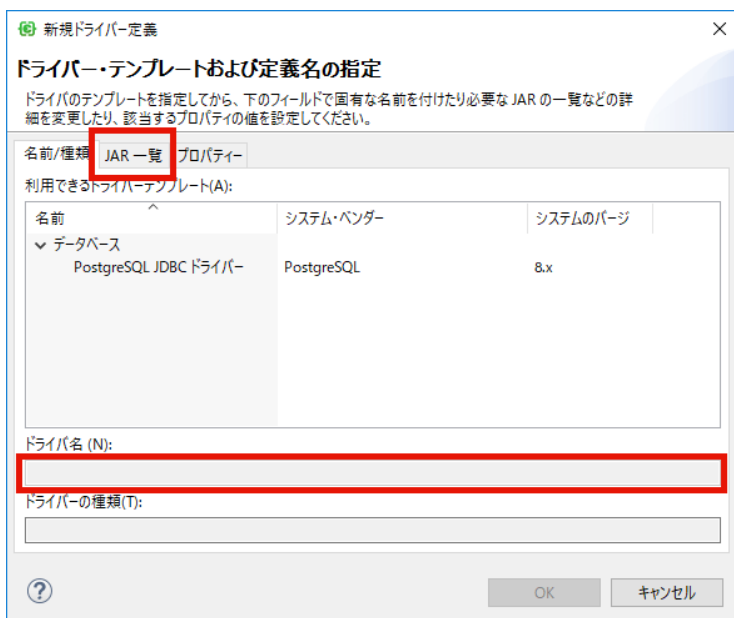 新規ドライバー定義
ドライバー・テンプレートおよび定義名の指定
ドライバのテンプレートを指定してから、下のフィールドで固有な名前を付けたり必要な JAR の一覧などの詳
細を変更したり、該当するプロパティの値を設定してください。
名前/種類 JAR 一覧 プロパティー
利用できるドライバーテンプレート(A):
名前 システム・ベンダー システムのバージ
データベース
PostgreSQL JDBC ドライバー PostgreSQL 8.x
ドライバ名 (N):
ドライバーの種類(T):
? OK キャンセル